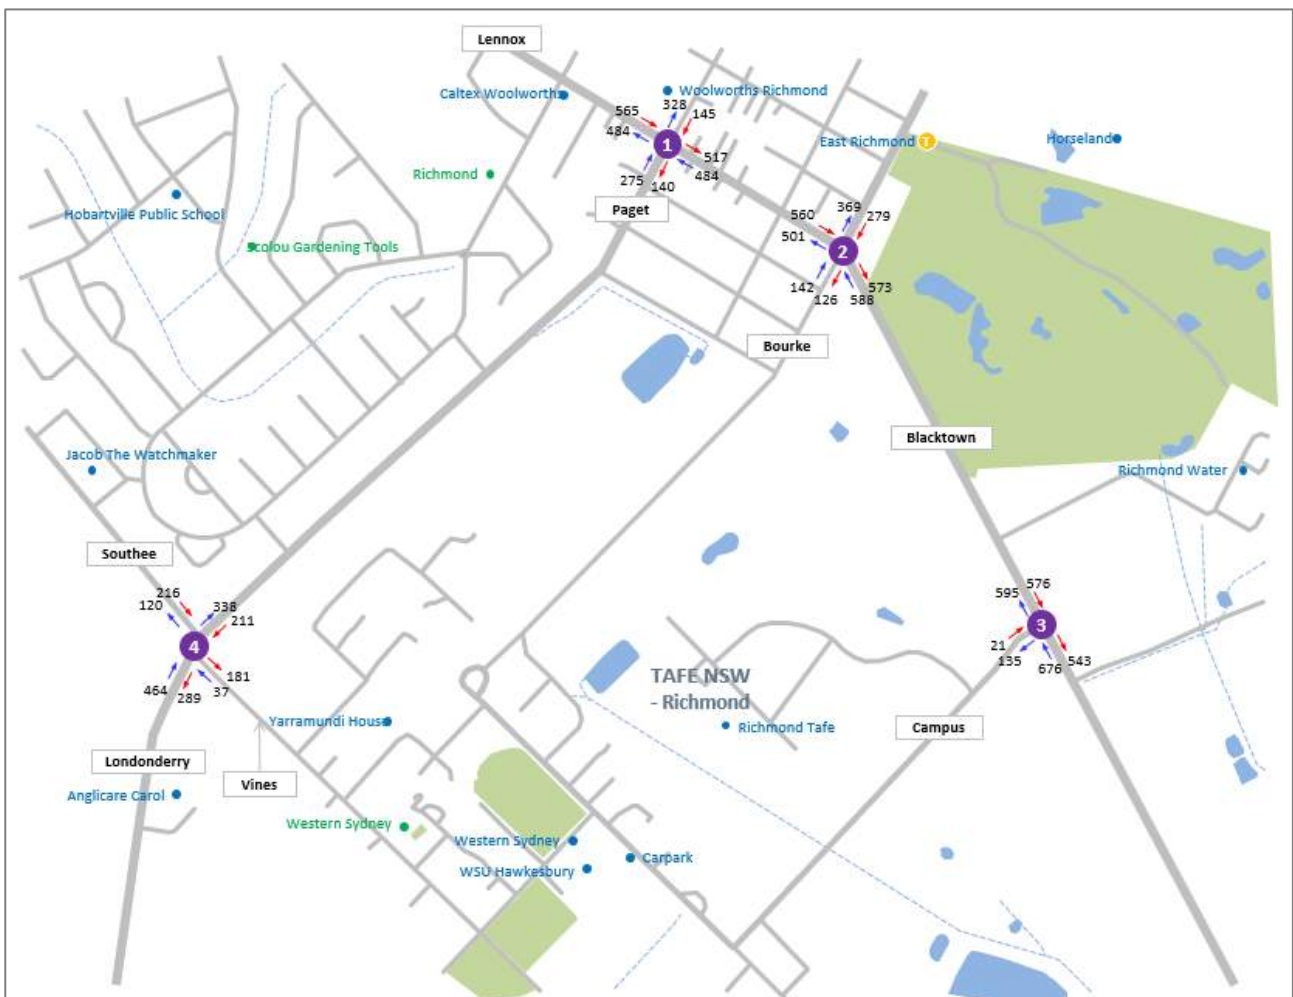 Lennox
Caltex Woolworths
Woolworths Richmond
565
328
145
484
1
517
484
275
140
East Richmond
T
Horseland
Richmond
Paget
Hobartville Public School
Scolou Gardening Tools
560
369
279
501
2
142
126
588
573
Bourke
Blacktown
Jacob The Watchmaker
Richmond Water
Southee
216
120
338
211
4
464
289
37
181
595
576
3
21
135
676
543
TAFE NSW
- Richmond
Yarramundi House
Richmond Tafe
Campus
Londonderry
Vines
Anglicare Carol
Western Sydney
Western Sydney
Carpark
WSU Hawkesbury